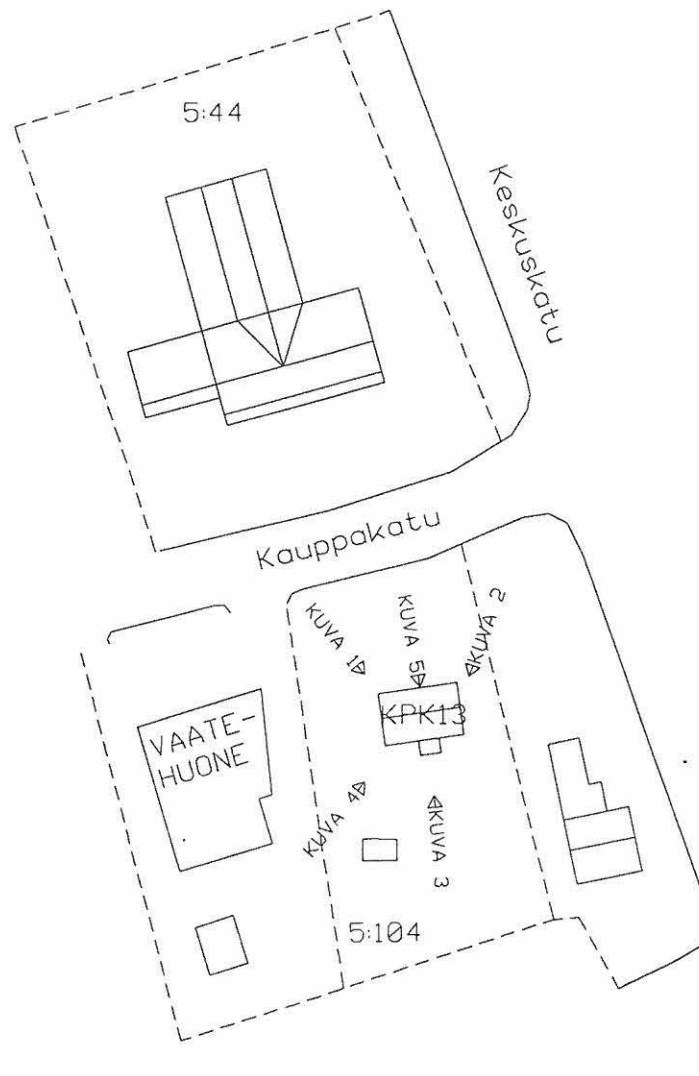 5:44
Keskuskatu
Kauppakatu
KUVA 1
KUVA 5
KUVA 2
KPK13
VAATE-
HUONE
KUVA 4
KUVA 3
5:104